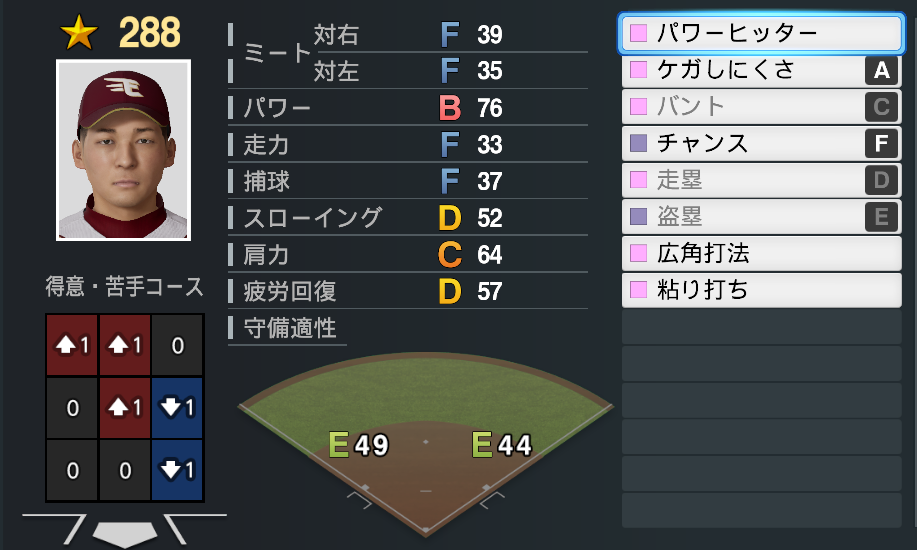 288
ミート
対右 F 39
対左 F 35
パワー B 76
走力 F 33
捕球 F 37
スローイング D 52
肩力 C 64
疲労回復 D 57
守備適性
E 49
E 44
得意・苦手コース
1 1 0
0 1 1
0 0 1
パワーヒッター
ケガしにくさ A
バント C
チャンス F
走塁 D
盗塁 E
広角打法
粘り打ち